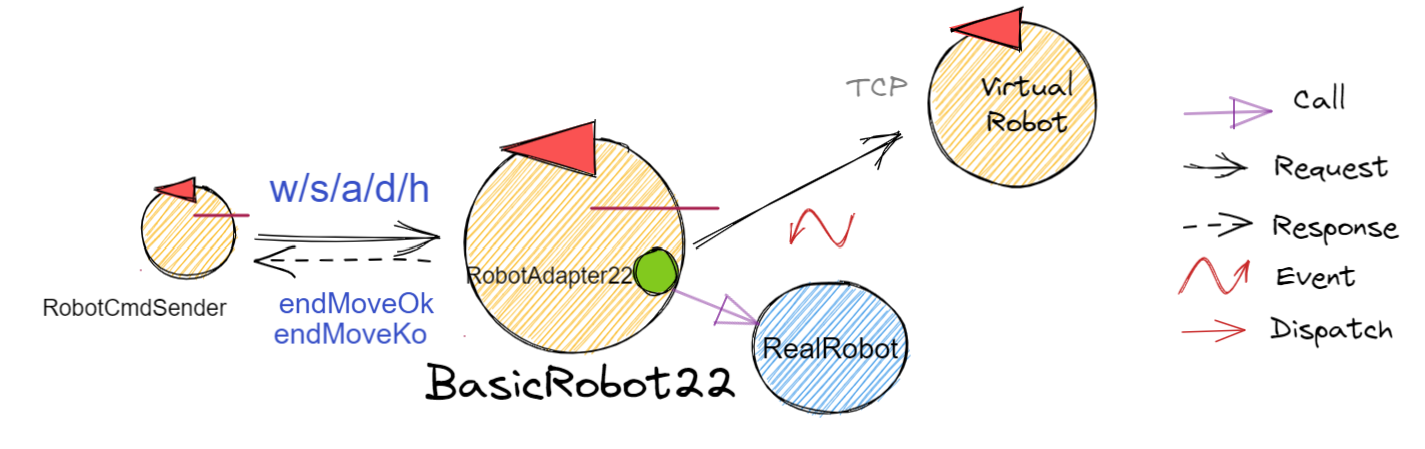 TCP
Virtual
Robot
w/s/a/d/h
RobotAdapter22
RobotCmdSender
endMoveOk
endMoveKo
RealRobot
BasicRobot22
Call
Request
Response
Event
Dispatch